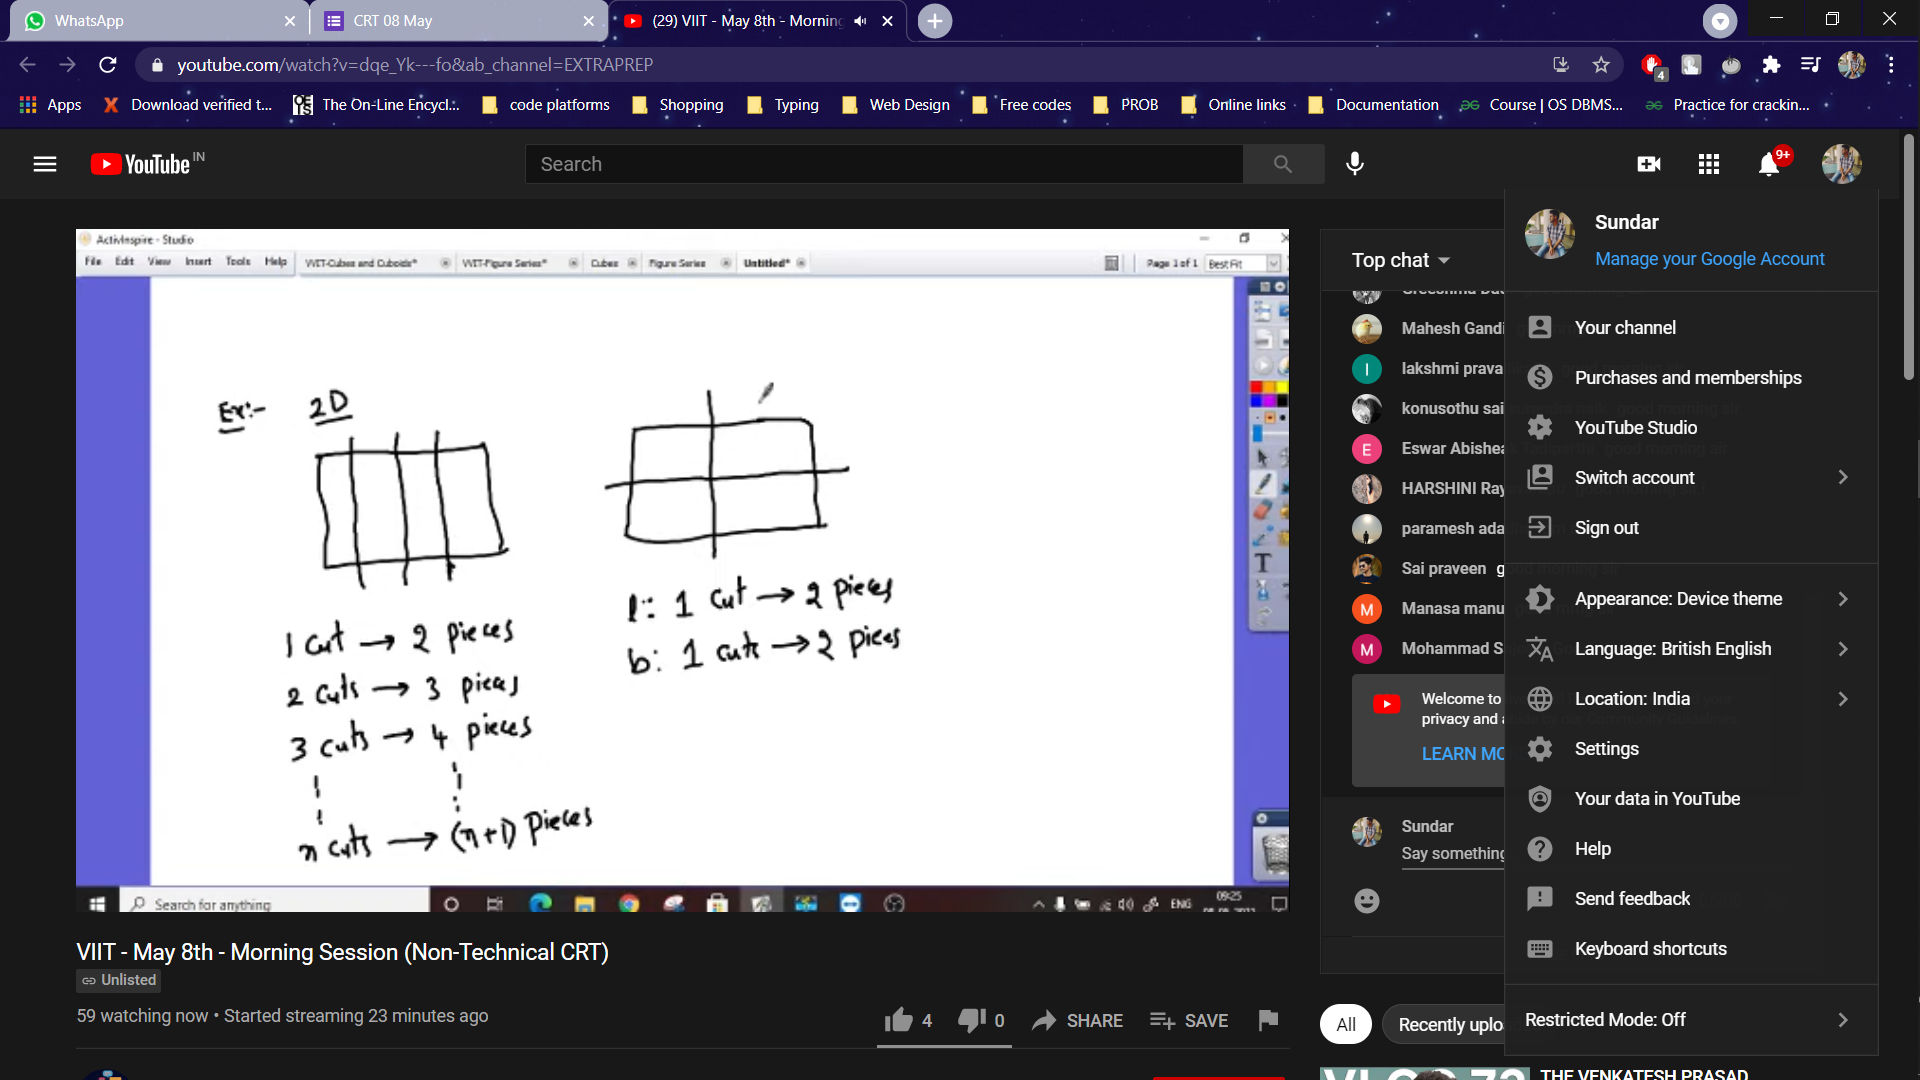 WhatsApp
CRT 08 May
(29) VIIT - May 8th - Mornin
youtube.com/watch?v=dqe_Yk---fo&ab_channel=EXTRAPREP
4
Apps
Download verified t...
The On-Line Encycl...
code platforms
Shopping
Typing
Web Design
Free codes
PROB
Online links
Documentation
Course | OS DBMS...
Practice for crackin...
YouTube IN
Search
9+
ActivInspire - Studio
File Edit View Insert Tools Help
VIIT-Cubes and Cuboids*
VIIT-Figure Series*
Cubes
Figure Series
Untitled*
Page 1 of 1
Best Fit
Ex:- 2D
1 cut → 2 pieces
2 cuts → 3 pieces
3 cuts → 4 pieces
n cuts → (n+1) pieces
l: 1 cut → 2 pieces
b: 1 cuts → 2 pieces
Search for anything
ENG
09:25
VIIT - May 8th - Morning Session (Non-Technical CRT)
Unlisted
59 watching now • Started streaming 23 minutes ago
4
0
SHARE
SAVE
Top chat
Mahesh Gandi
lakshmi prava
konusothu sai
Eswar Abishea
HARSHINI Ray
paramesh ada
Sai praveen good morning sir
Manasa manu
Mohammad S
Welcome to
privacy and a
LEARN MO
Sundar
Say something
All
Recently uplo
Sundar
Manage your Google Account
Your channel
Purchases and memberships
YouTube Studio
Switch account
Sign out
Appearance: Device theme
Language: British English
Location: India
Settings
Your data in YouTube
Help
Send feedback
Keyboard shortcuts
Restricted Mode: Off
THE VENKATESH PRASAD